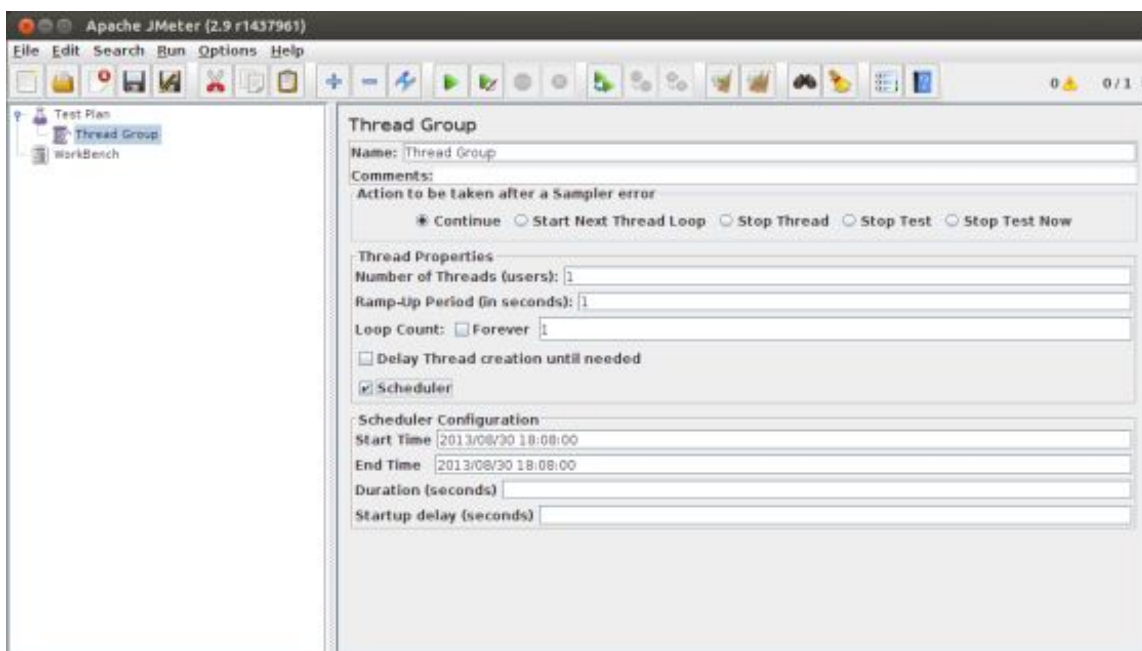 Apache JMeter (2.9 r1437961)
File Edit Search Run Options Help
0 0/1
Test Plan
Thread Group
WorkBench
Thread Group
Name: Thread Group
Comments:
Action to be taken after a Sampler error
Continue Start Next Thread Loop Stop Thread Stop Test Stop Test Now
Thread Properties
Number of Threads (users): 1
Ramp-Up Period (in seconds): 1
Loop Count: Forever 1
Delay Thread creation until needed
Scheduler
Scheduler Configuration
Start Time 2013/08/30 18:08:00
End Time 2013/08/30 18:08:00
Duration (seconds)
Startup delay (seconds)